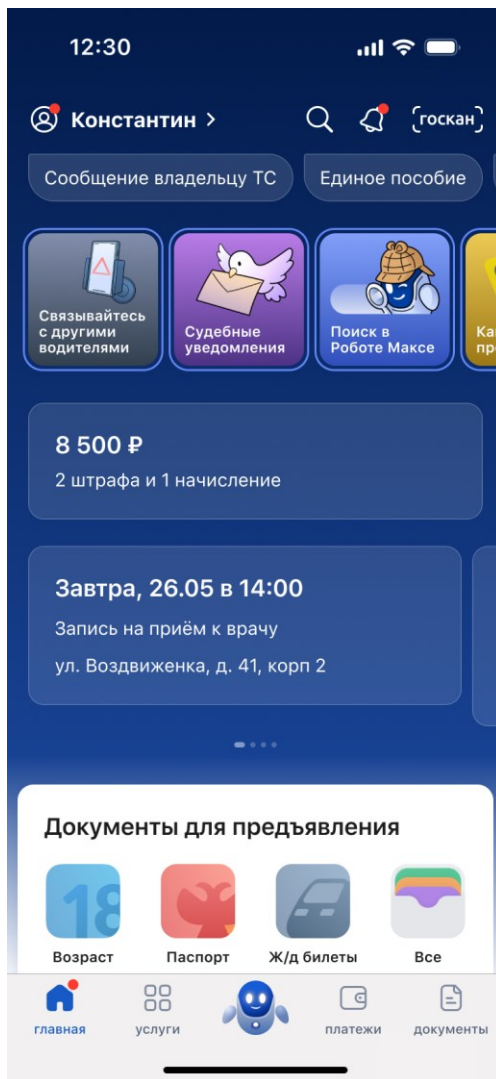 12:30
Константин >
[госкан]
Сообщение владельцу ТС
Единое пособие
Связывайтесь
с другими
водителями
Судебные
уведомления
Поиск в
Роботе Максе
8 500 ₽
2 штрафа и 1 начисление
Завтра, 26.05 в 14:00
Запись на приём к врачу
ул. Воздвиженка, д. 41, корп 2
Документы для предъявления
18
Возраст
Паспорт
Ж/д билеты
Все
главная
услуги
платежи
документы